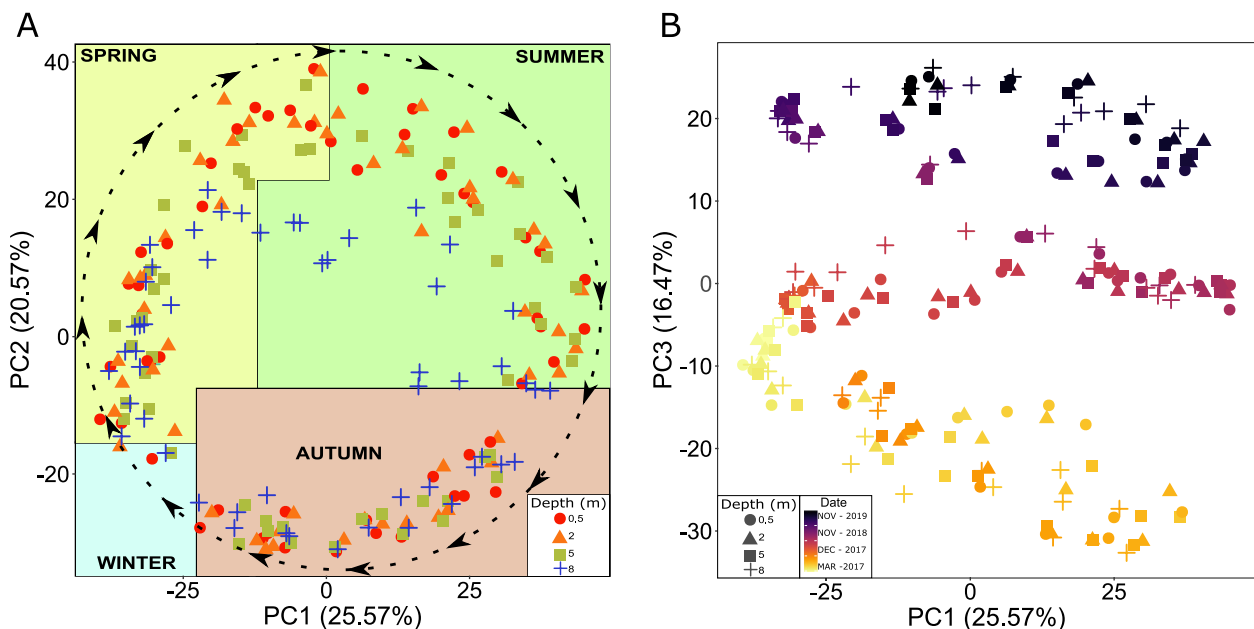 A
SPRING
SUMMER
AUTUMN
WINTER
40
20
0
-20
PC2 (20.57%)
-25
0
25
PC1 (25.57%)
Depth (m)
0,5
2
5
8
B
20
10
0
-10
-20
-30
PC3 (16.47%)
-25
0
25
PC1 (25.57%)
Depth (m)
0,5
2
5
8
Date
NOV - 2019
NOV - 2018
DEC - 2017
MAR -2017